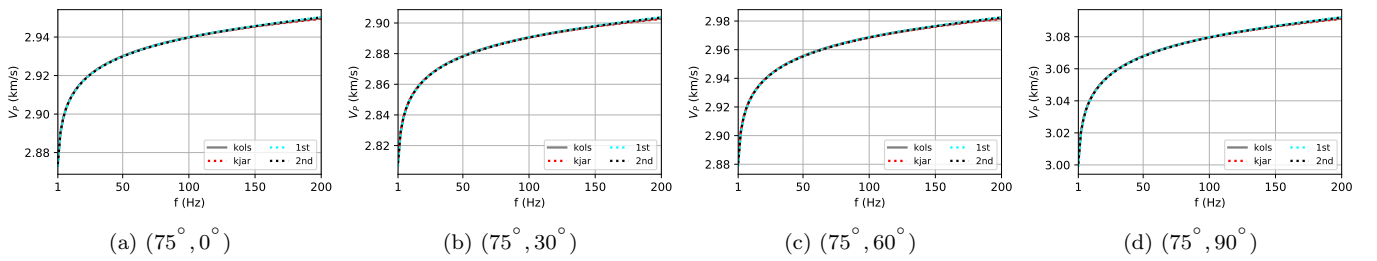 2.94
2.92
2.90
2.88
V_P (km/s)
kols
kjar
1st
2nd
1 50 100 150 200
f (Hz)
(a) (75°, 0°)
2.90
2.88
2.86
2.84
2.82
V_P (km/s)
kols
kjar
1st
2nd
1 50 100 150 200
f (Hz)
(b) (75°, 30°)
2.98
2.96
2.94
2.92
2.90
2.88
V_P (km/s)
kols
kjar
1st
2nd
1 50 100 150 200
f (Hz)
(c) (75°, 60°)
3.08
3.06
3.04
3.02
3.00
V_P (km/s)
kols
kjar
1st
2nd
1 50 100 150 200
f (Hz)
(d) (75°, 90°)